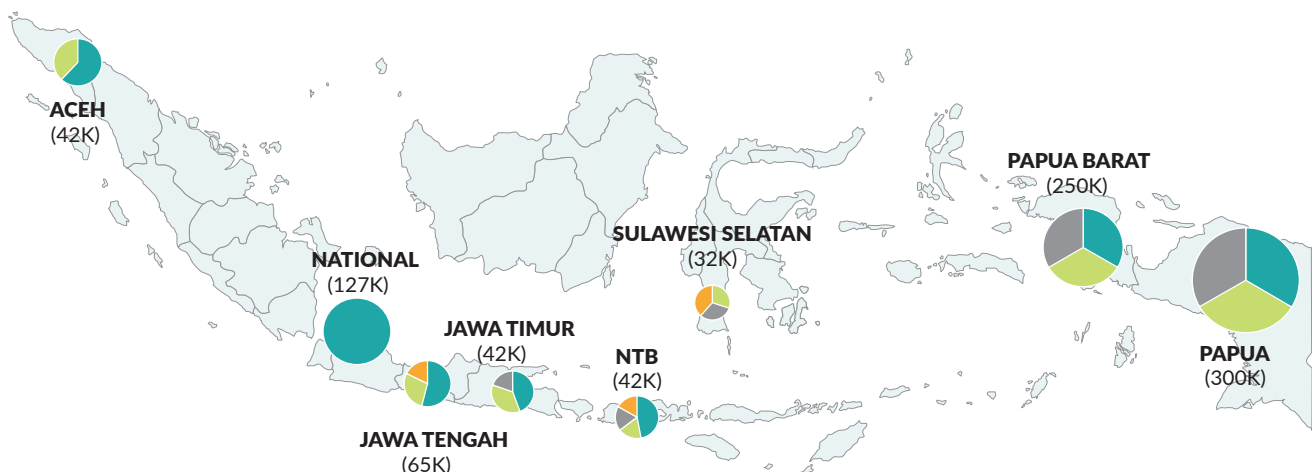 ACEH
(42K)
NATIONAL
(127K)
JAWA TENGAH
(65K)
JAWA TIMUR
(42K)
NTB
(42K)
SULAWESI SELATAN
(32K)
PAPUA BARAT
(250K)
PAPUA
(300K)